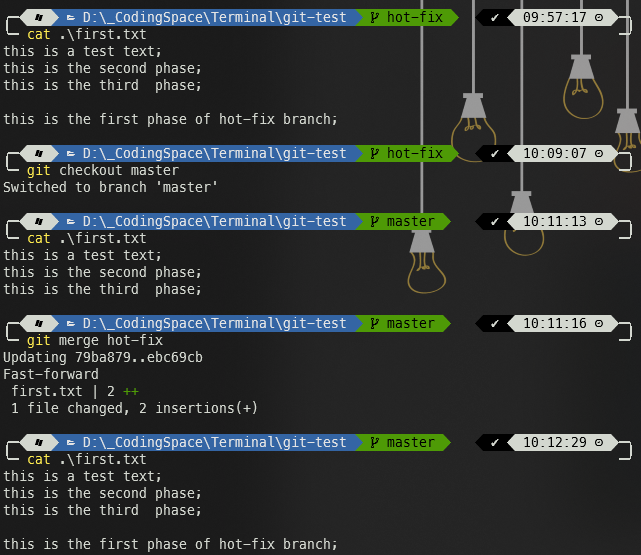 D:\_CodingSpace\Terminal\git-test hot-fix ✔ 09:57:17
cat .\first.txt
this is a test text;
this is the second phase;
this is the third  phase;
this is the first phase of hot-fix branch;
D:\_CodingSpace\Terminal\git-test hot-fix ✔ 10:09:07
git checkout master
Switched to branch 'master'
D:\_CodingSpace\Terminal\git-test master ✔ 10:11:13
cat .\first.txt
this is a test text;
this is the second phase;
this is the third  phase;
D:\_CodingSpace\Terminal\git-test master ✔ 10:11:16
git merge hot-fix
Updating 79ba879..ebc69cb
Fast-forward
first.txt | 2 ++
1 file changed, 2 insertions(+)
D:\_CodingSpace\Terminal\git-test master ✔ 10:12:29
cat .\first.txt
this is a test text;
this is the second phase;
this is the third  phase;
this is the first phase of hot-fix branch;